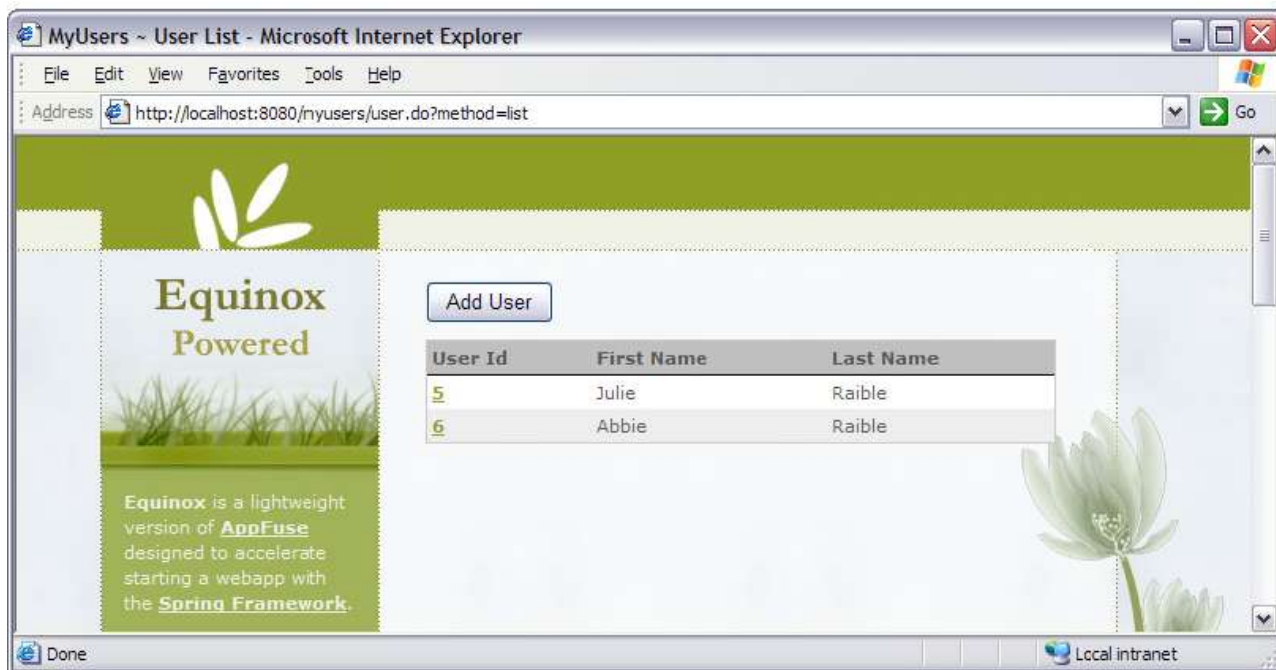 MyUsers ~ User List - Microsoft Internet Explorer
File Edit View Favorites Tools Help
Address http://localhost:8080/myusers/user.do?method=list Go
Equinox
Powered
Add User
User Id First Name Last Name
5 Julie Raible
6 Abbie Raible
Equinox is a lightweight
version of AppFuse
designed to accelerate
starting a webapp with
the Spring Framework.
Done Local intranet